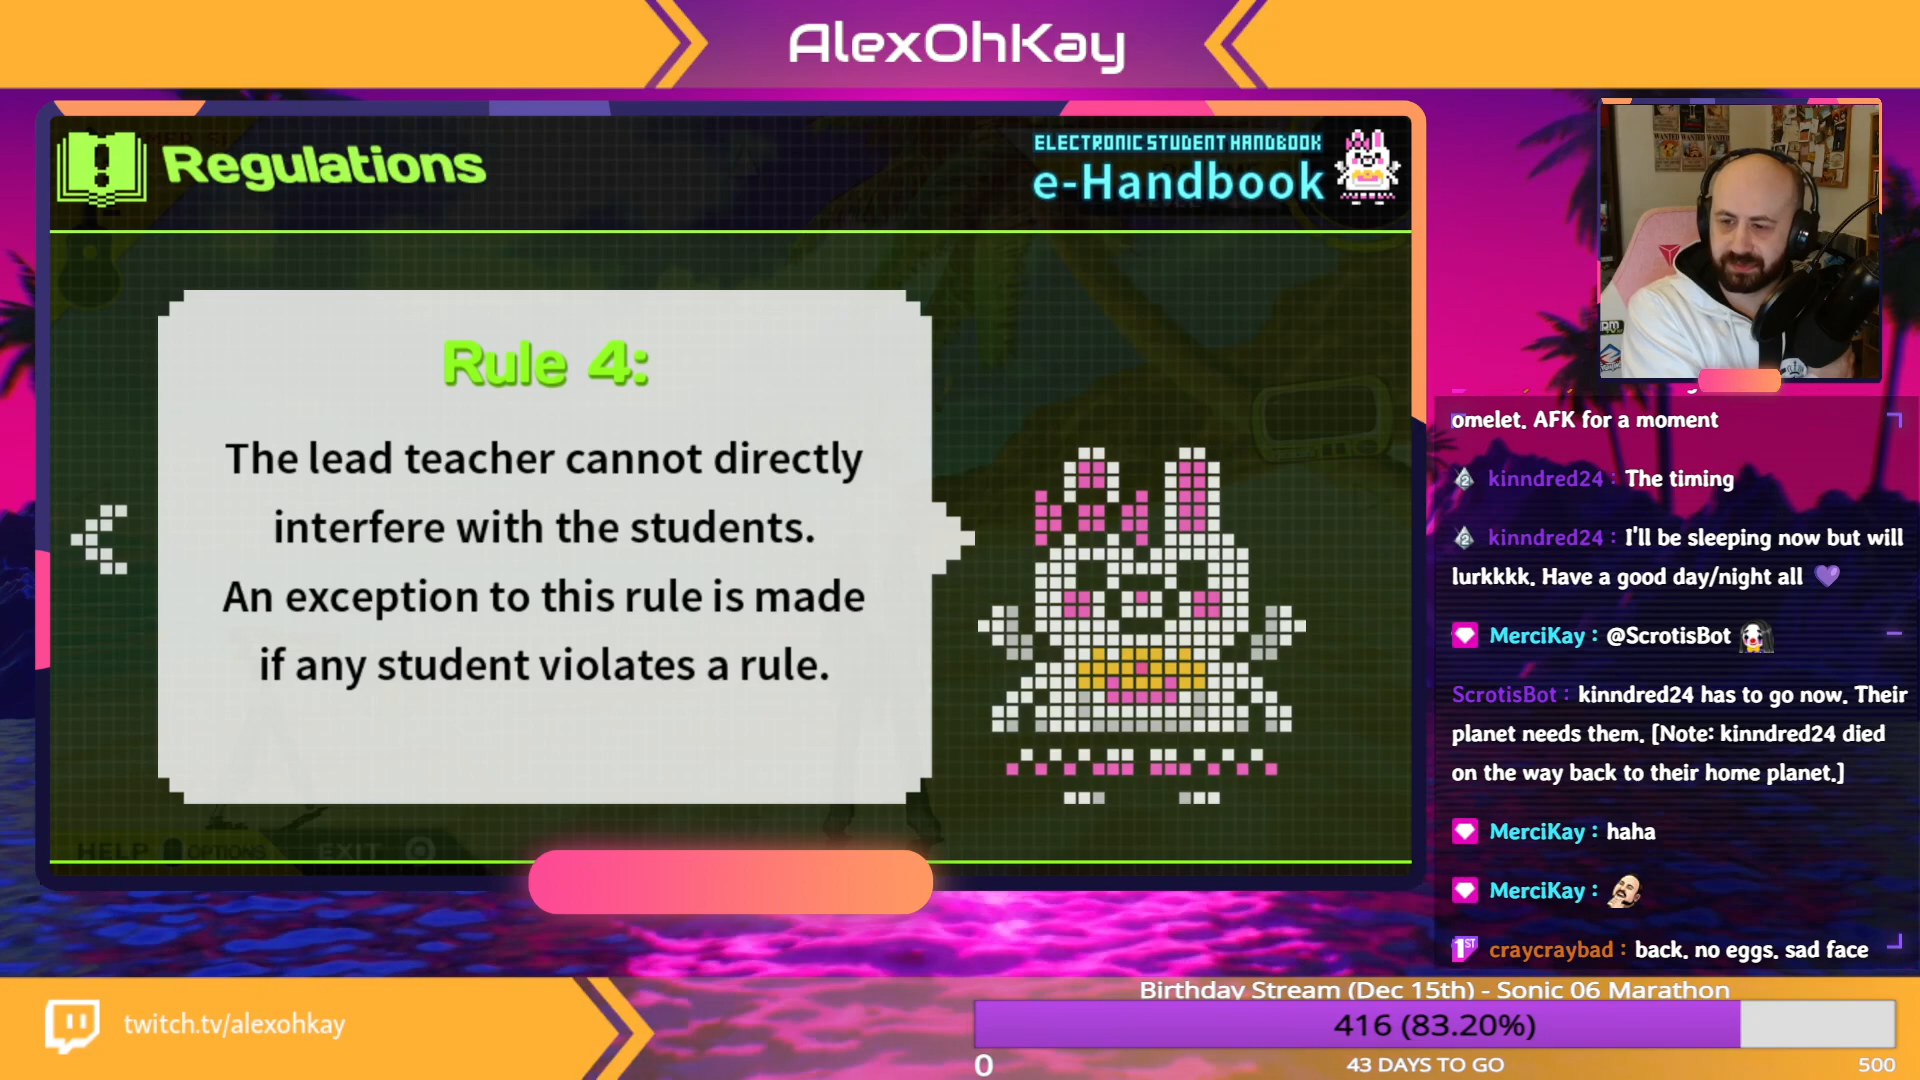 AlexOhKay
Regulations
ELECTRONIC STUDENT HANDBOOK
e-Handbook
Rule 4:
The lead teacher cannot directly
interfere with the students.
An exception to this rule is made
if any student violates a rule.
HELP OPTIONS EXIT
omelet. AFK for a moment
kinndred24 : The timing
kinndred24 : I'll be sleeping now but will
lurkkkk. Have a good day/night all 💜
MerciKay : @ScrotisBot
ScrotisBot : kinndred24 has to go now. Their
planet needs them. [Note: kinndred24 died
on the way back to their home planet.]
MerciKay : haha
MerciKay :
1ST craycraybad : back. no eggs. sad face
twitch.tv/alexohkay
Birthday Stream (Dec 15th) - Sonic 06 Marathon
416 (83.20%)
0 43 DAYS TO GO 500